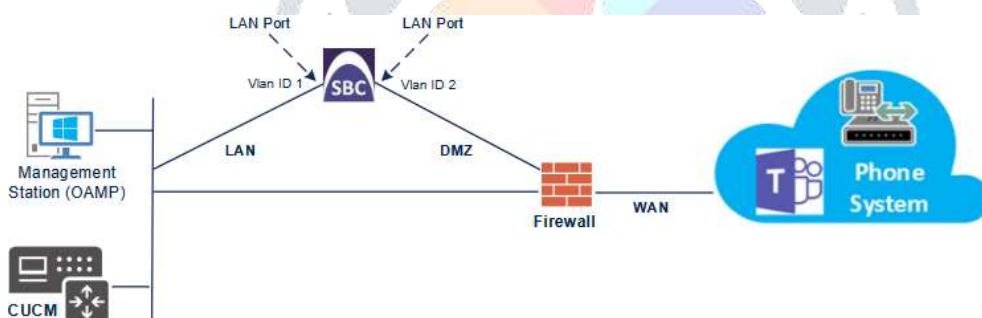 LAN Port
LAN Port
Vlan ID 1
SBC
Vlan ID 2
LAN
DMZ
Management
Station (OAMP)
Firewall
WAN
T
Phone
System
CUCM